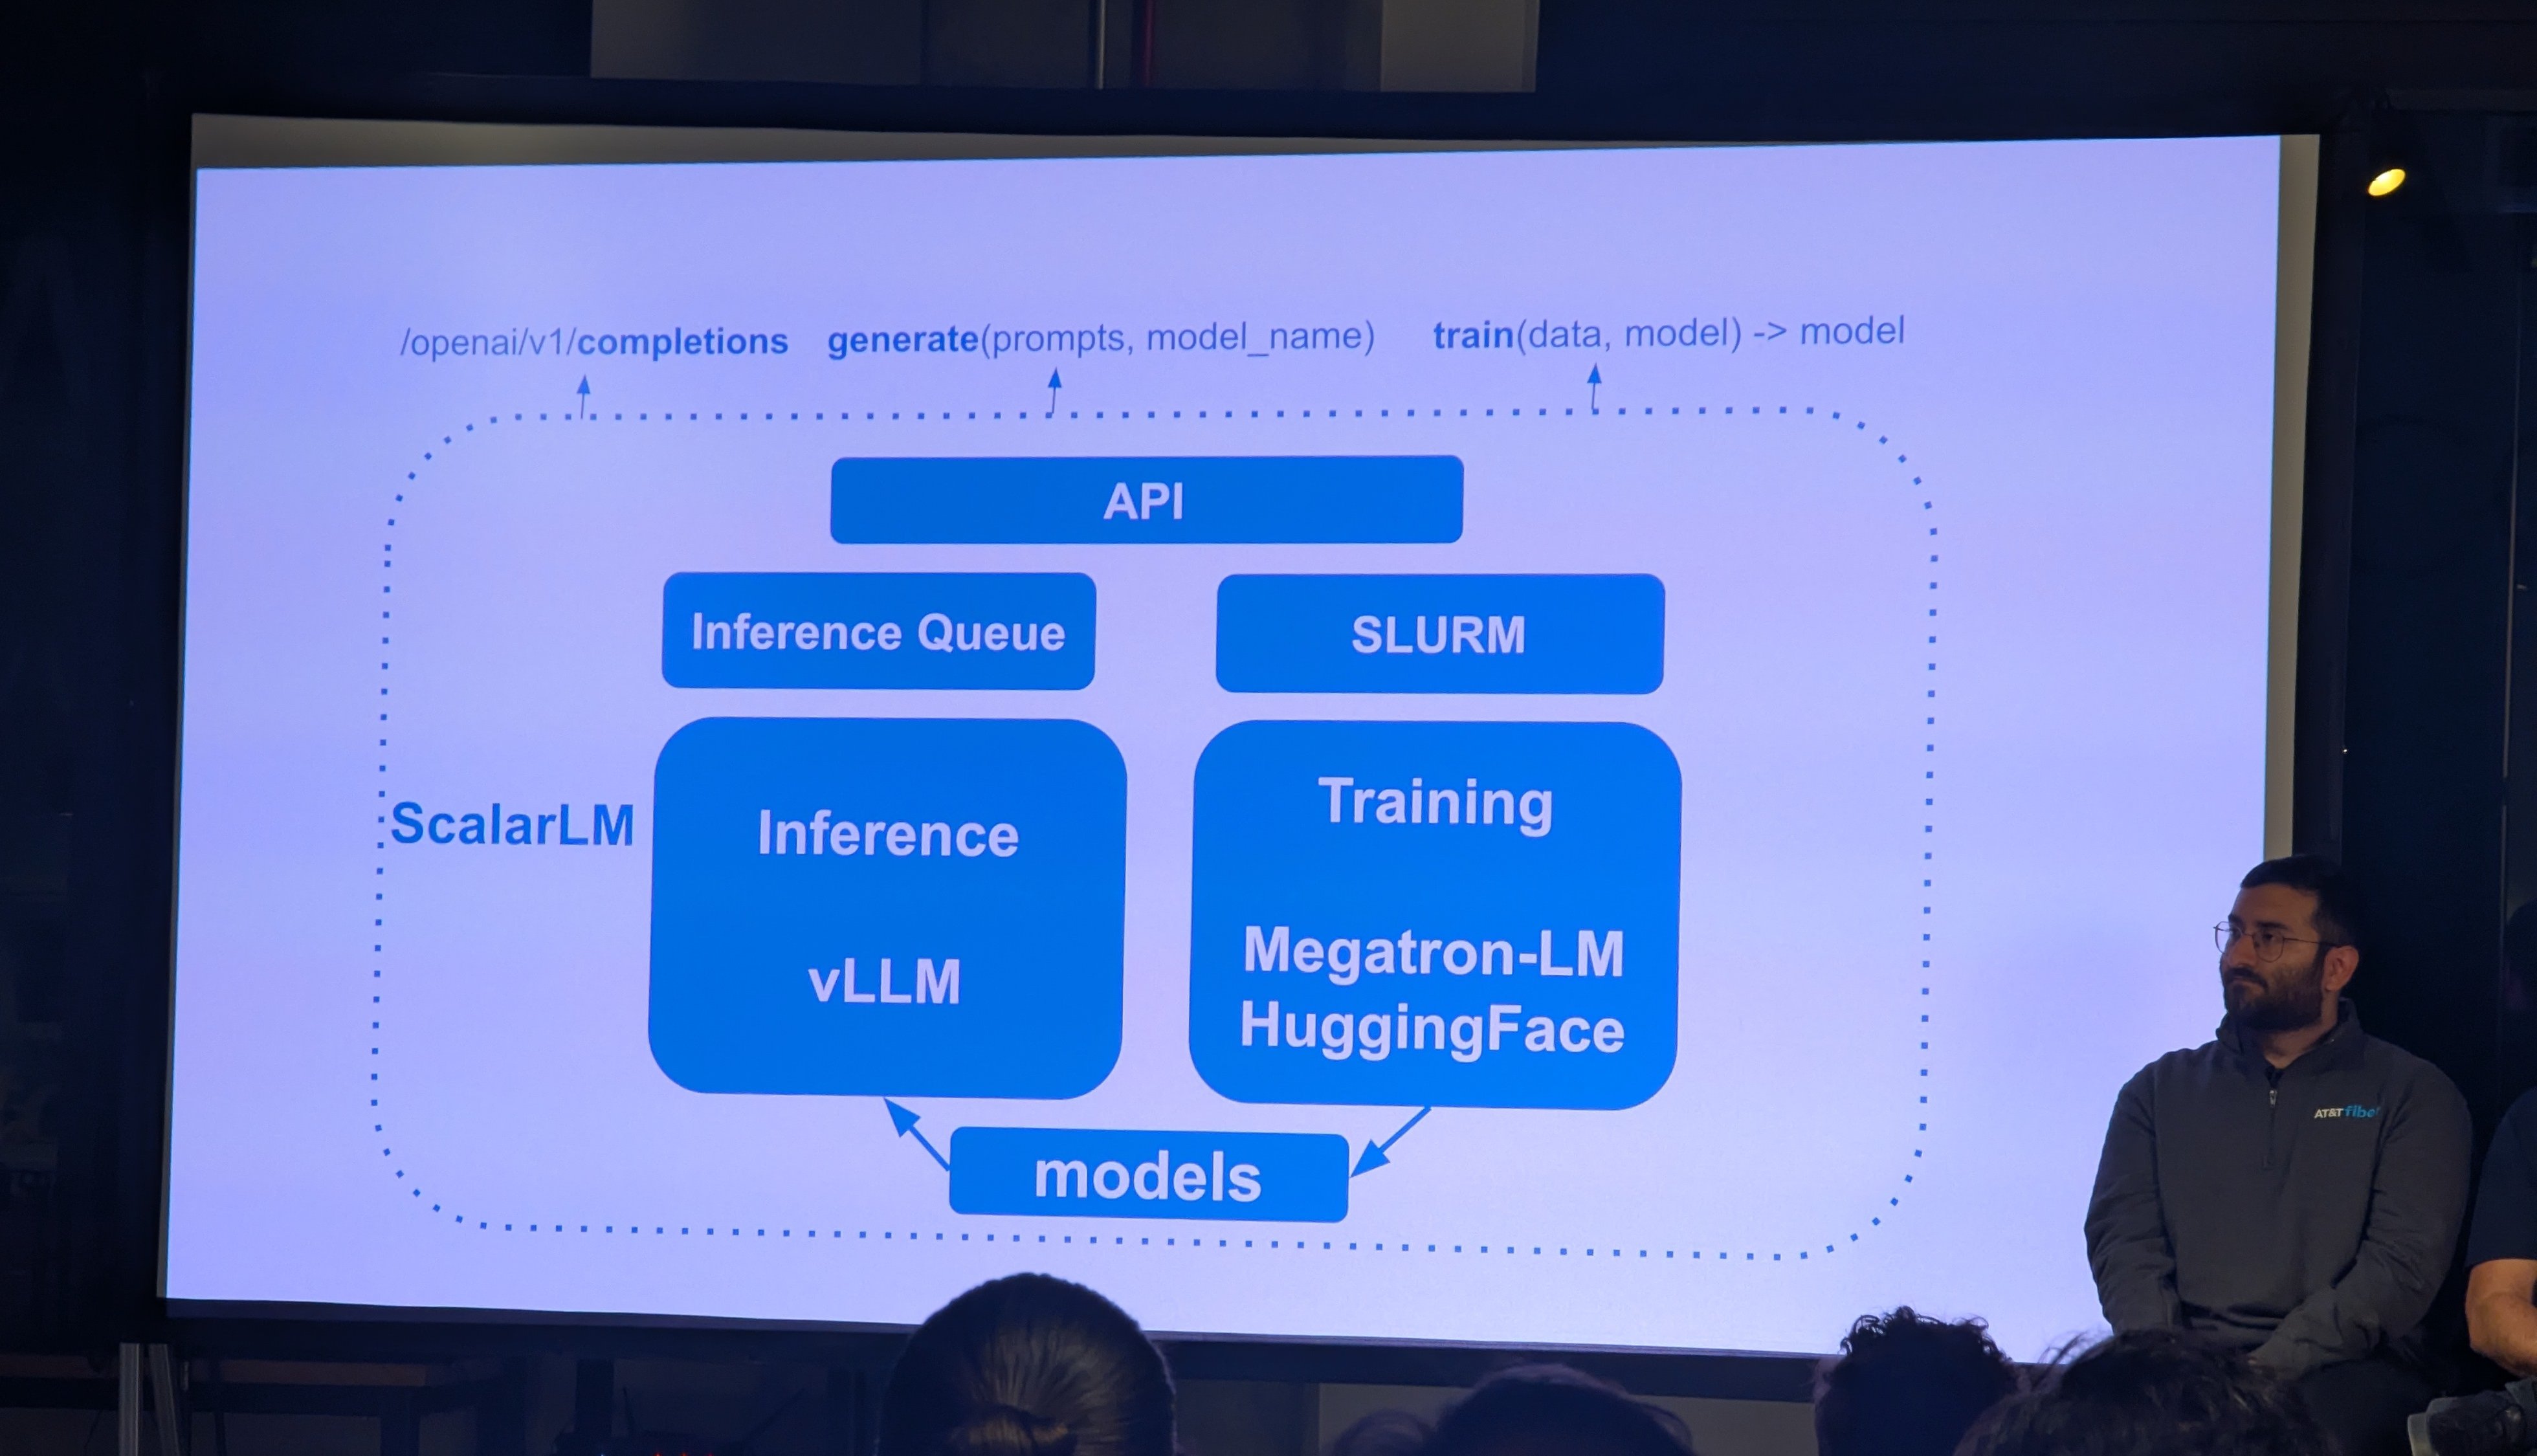 /openai/v1/completions generate(prompts, model_name) train(data, model) -> model
API
Inference Queue
SLURM
ScalarLM
Inference
vLLM
Training
Megatron-LM
HuggingFace
models
AT&T fiber